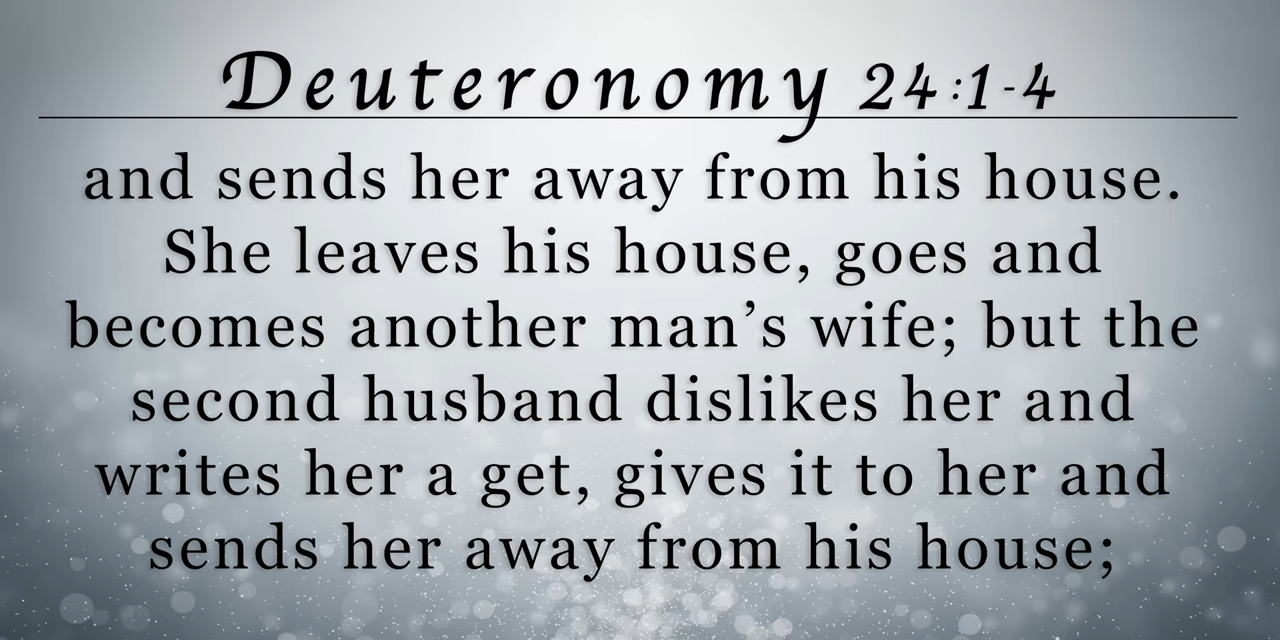 Deuteronomy 24:1-4
and sends her away from his house.
She leaves his house, goes and
becomes another man’s wife; but the
second husband dislikes her and
writes her a get, gives it to her and
sends her away from his house;